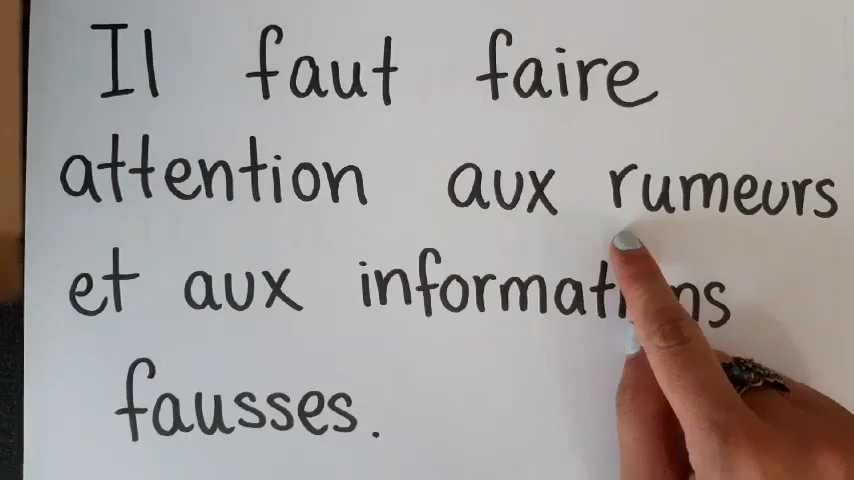 Il faut faire
attention aux rumeurs
et aux informations
fausses.